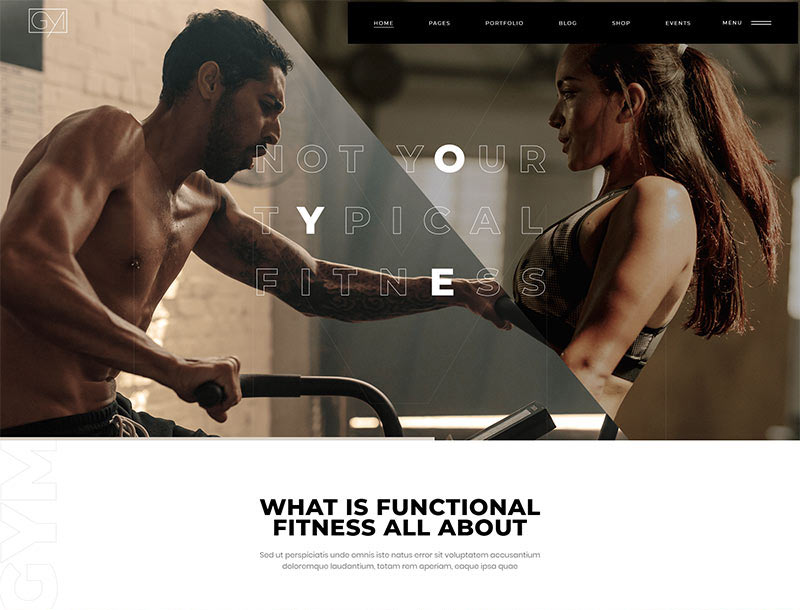 Gyl
HOME PAGES PORTFOLIO BLOG SHOP EVENTS MENU
NOT YOUR
TYPICAL
FITNESS
GYM
WHAT IS FUNCTIONAL
FITNESS ALL ABOUT
Sed ut perspiciatis unde omnis iste natus error sit voluptatem accusantium
doloremque laudantium, totam rem aperiam, eaque ipsa quae